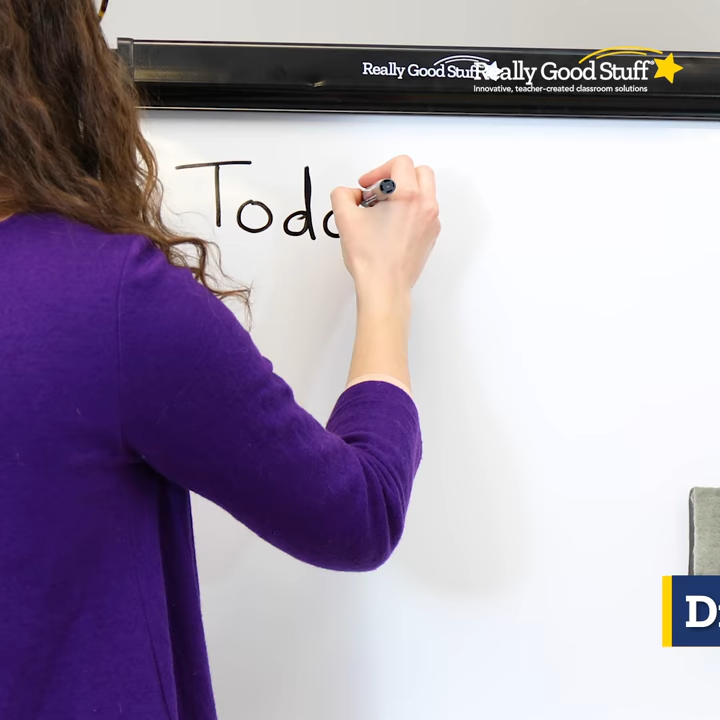 Really Good Stuff
Really Good Stuff®
Innovative, teacher-created classroom solutions
Tod